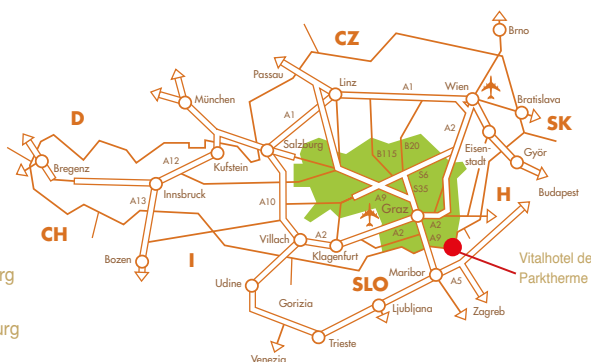 CZ
Brno
Passau
Linz
A1
Wien
München
Bratislava
D
A1
SK
A2
Salzburg
B115
B20
Eisen-
stadt
Györ
Bregenz
A12
Kufstein
S6
S35
Budapest
Innsbruck
A13
A10
A9
Graz
H
CH
Villach
A2
A2
A2
A9
Bozen
I
Klagenfurt
Vitalhotel de
Parktherme
Maribor
A5
rg
Udine
SLO
Gorizia
Ljubljana
Zagreb
burg
Trieste
Venezia